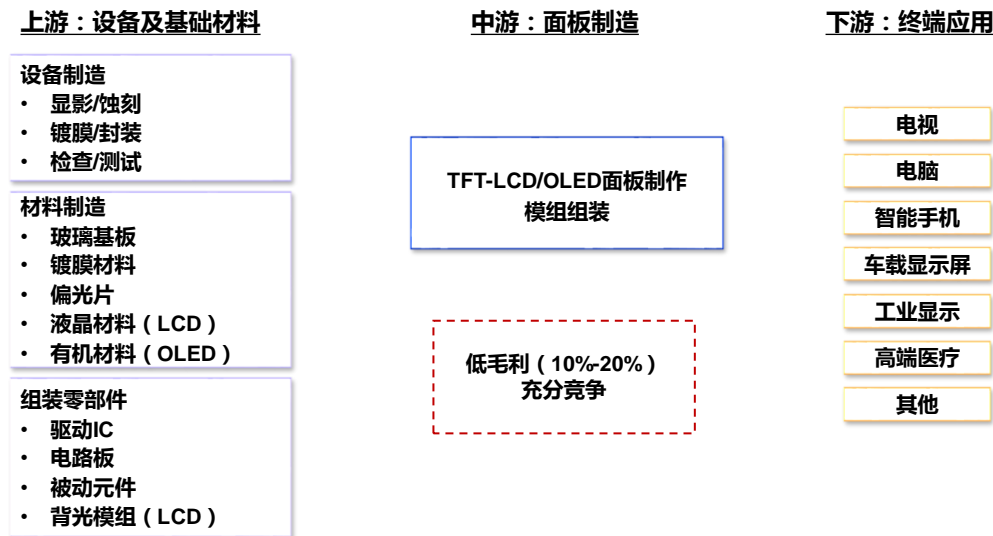 上游：设备及基础材料
设备制造
• 显影/蚀刻
• 镀膜/封装
• 检查/测试
材料制造
• 玻璃基板
• 镀膜材料
• 偏光片
• 液晶材料（LCD）
• 有机材料（OLED）
组装零部件
• 驱动IC
• 电路板
• 被动元件
• 背光模组（LCD）
中游：面板制造
TFT-LCD/OLED面板制作
模组组装
低毛利（10%-20%）
充分竞争
下游：终端应用
电视
电脑
智能手机
车载显示屏
工业显示
高端医疗
其他